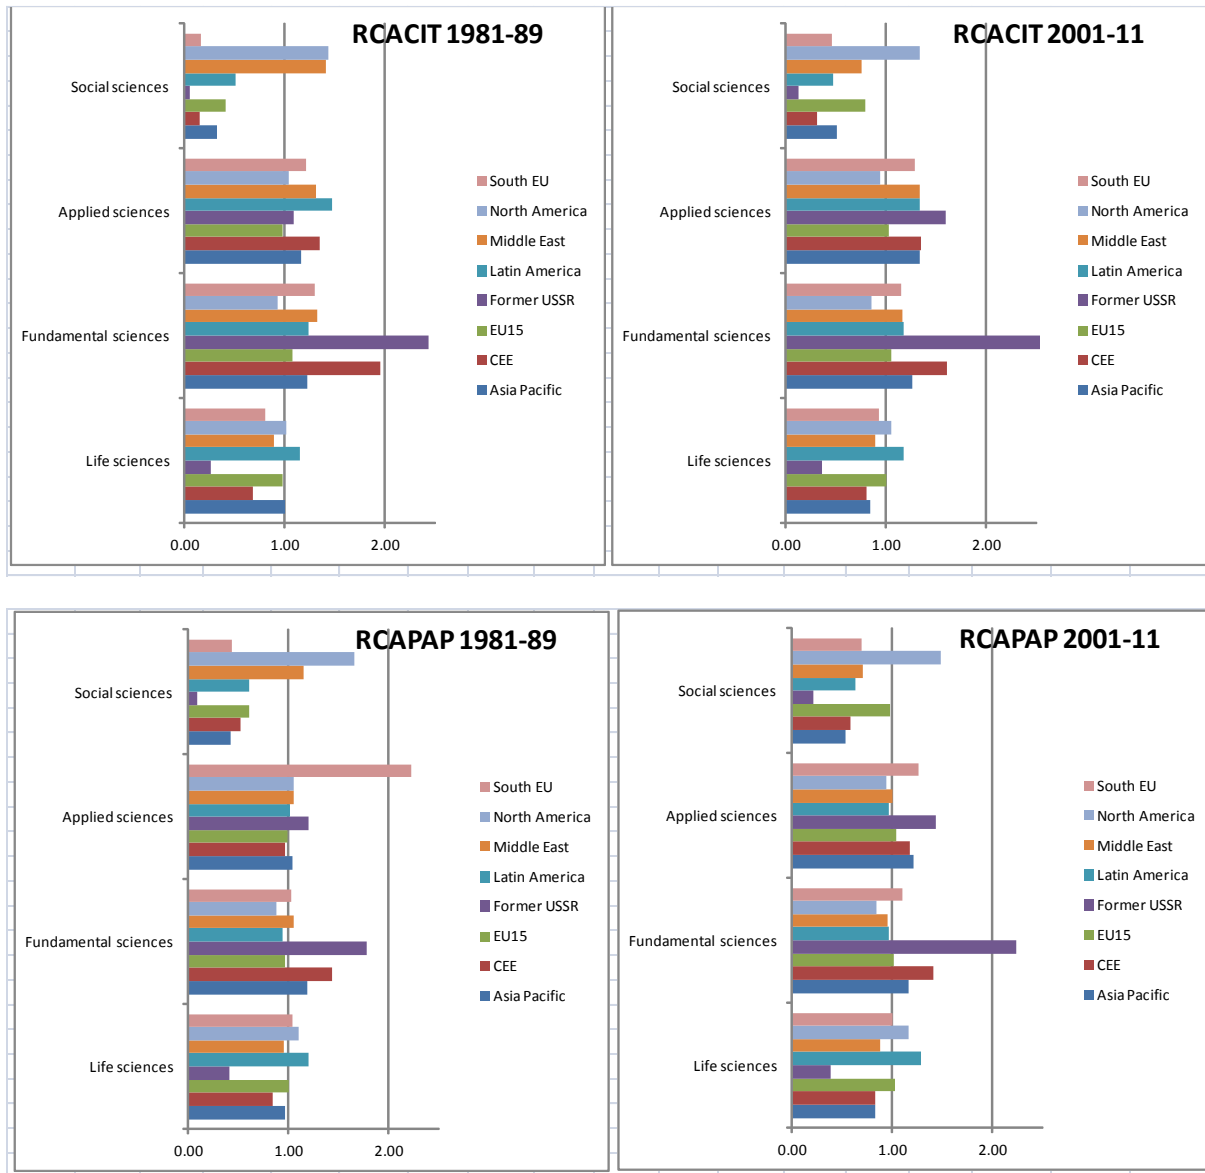 RCACIT 1981-89
Social sciences
Applied sciences
Fundamental sciences
Life sciences
South EU
North America
Middle East
Latin America
Former USSR
EU15
CEE
Asia Pacific
0.00 1.00 2.00
RCACIT 2001-11
Social sciences
Applied sciences
Fundamental sciences
Life sciences
South EU
North America
Middle East
Latin America
Former USSR
EU15
CEE
Asia Pacific
0.00 1.00 2.00
RCAPAP 1981-89
Social sciences
Applied sciences
Fundamental sciences
Life sciences
South EU
North America
Middle East
Latin America
Former USSR
EU15
CEE
Asia Pacific
0.00 1.00 2.00
RCAPAP 2001-11
Social sciences
Applied sciences
Fundamental sciences
Life sciences
South EU
North America
Middle East
Latin America
Former USSR
EU15
CEE
Asia Pacific
0.00 1.00 2.00